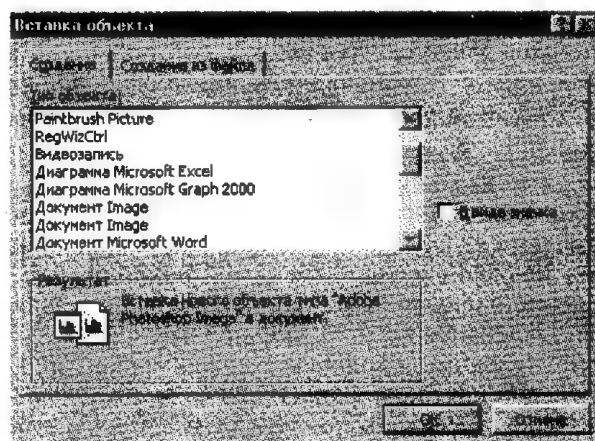 Вставка объекта
Создание Создание из файла
Тип объекта:
Paintbrush Picture
RegWizCtrl
Видеозапись
Диаграмма Microsoft Excel
Диаграмма Microsoft Graph 2000
Документ Image
Документ Image
Документ Microsoft Word
В виде значка
Результат
Вставка нового объекта типа "Adobe
Photoshop Image" в документ.
ОК Отмена